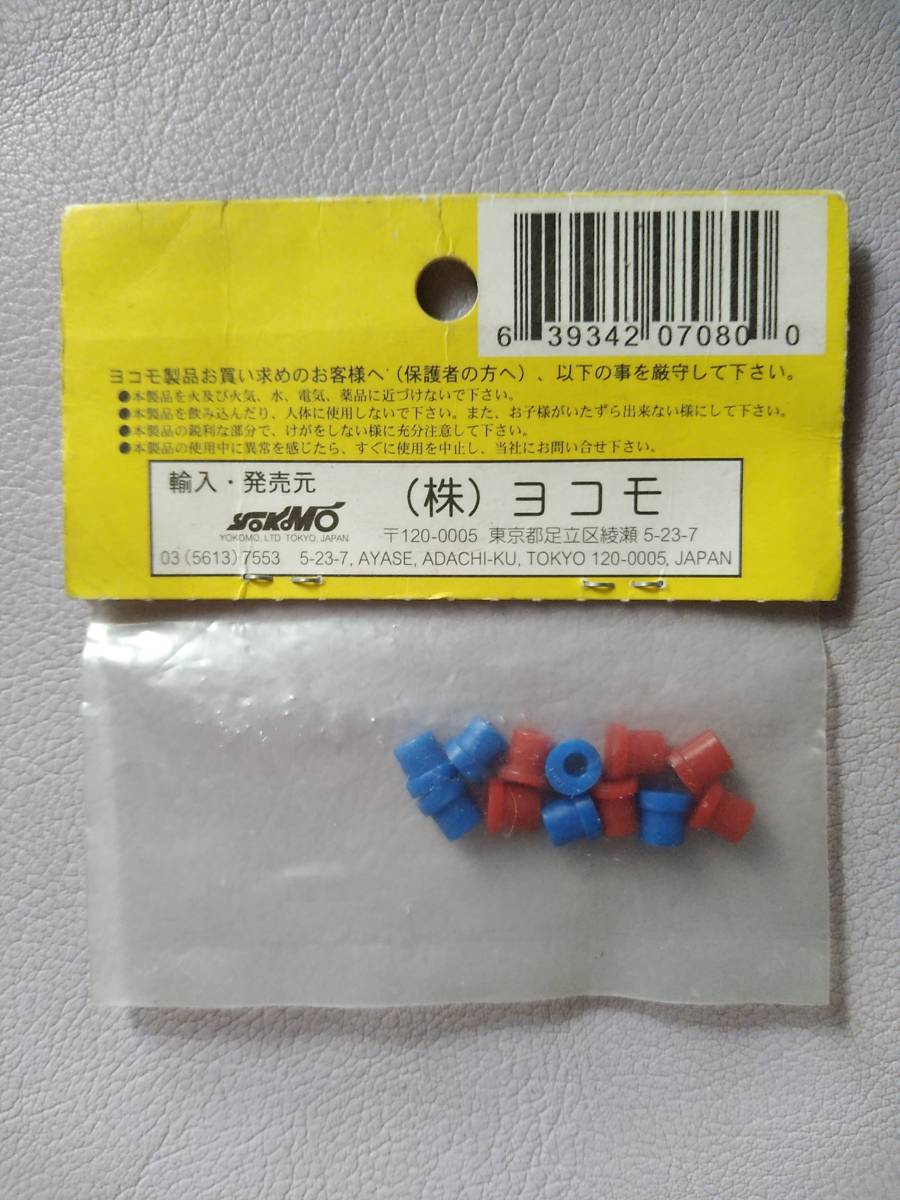 6 39342 07080 0
ヨコモ製品お買い求めのお客様へ（保護者の方へ）、以下の事を厳守して下さい。
●本製品を火及び火気、水、電気、薬品に近づけないで下さい。
●本製品を飲み込んだり、人体に使用しないで下さい。また、お子様がいたずら出来ない様にして下さい。
●本製品の鋭利な部分で、けがをしない様に充分注意して下さい。
●本製品の使用中に異常を感じたら、すぐに使用を中止し、当社にお問い合せ下さい。
輸入・発売元
（株）ヨコモ
YOKOMO
YOKOMO, LTD TOKYO, JAPAN
〒120-0005 東京都足立区綾瀬 5-23-7
03 (5613) 7553 5-23-7, AYASE, ADACHI-KU, TOKYO 120-0005, JAPAN